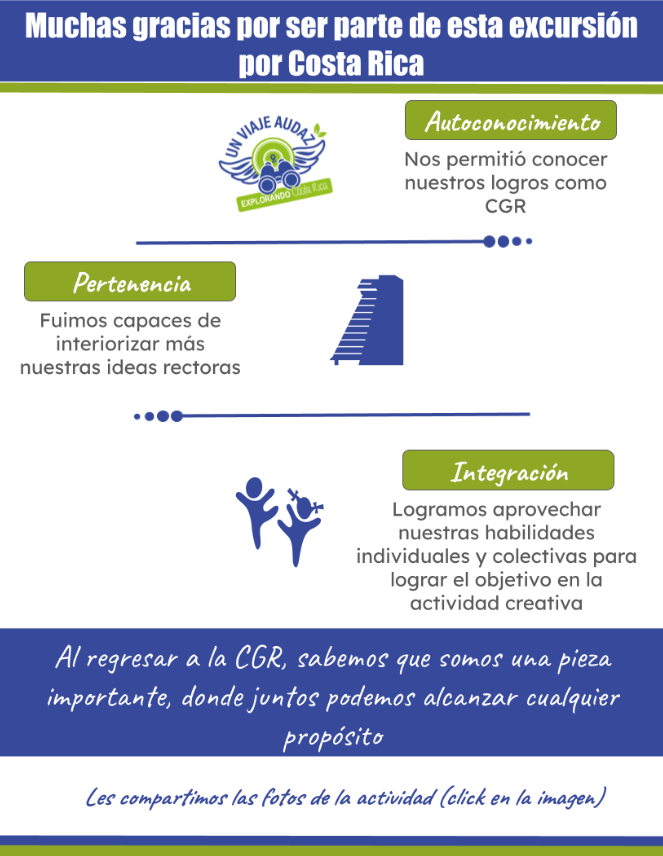 Muchas gracias por ser parte de esta excursión
por Costa Rica
UN VIAJE AUDAZ
EXPLORANDO Costa Rica
Autoconocimiento
Nos permitió conocer
nuestros logros como
CGR
Pertenencia
Fuimos capaces de
interiorizar más
nuestras ideas rectoras
Integración
Logramos aprovechar
nuestras habilidades
individuales y colectivas para
lograr el objetivo en la
actividad creativa
Al regresar a la CGR, sabemos que somos una pieza
importante, donde juntos podemos alcanzar cualquier
propósito
Les compartimos las fotos de la actividad (click en la imagen)